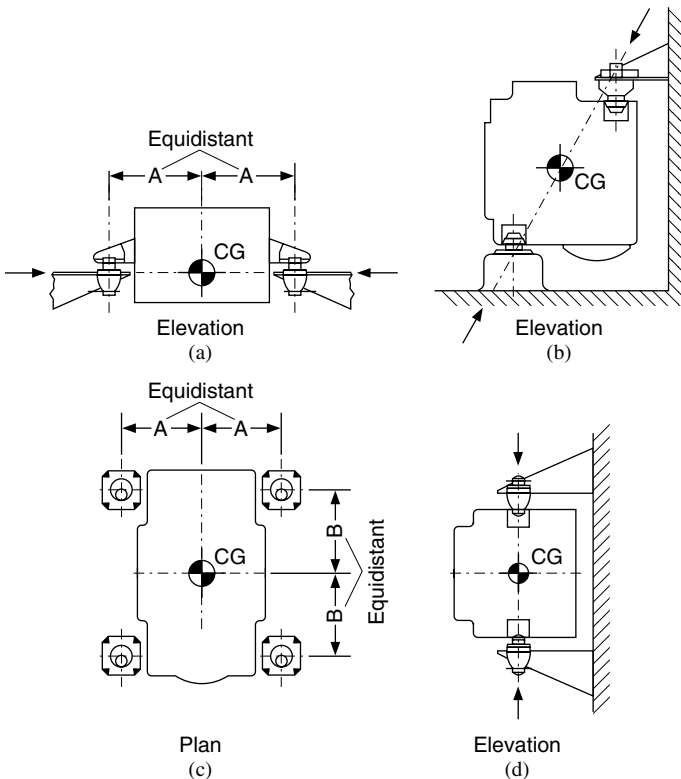 Equidistant
A A
CG
Elevation
(a)
CG
Elevation
(b)
Equidistant
A A
CG
B
B
Equidistant
Plan
(c)
CG
Elevation
(d)